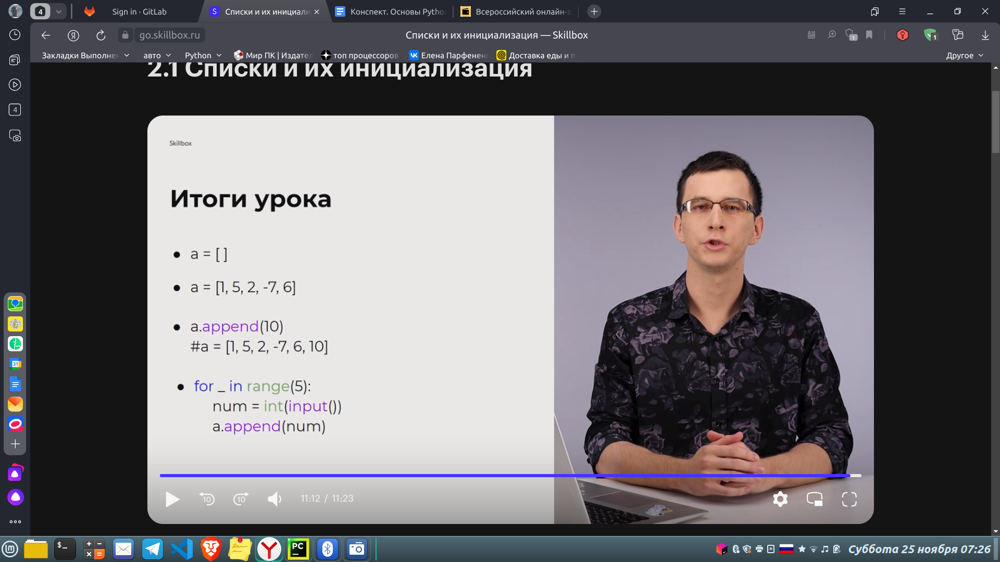 4
Sign in · GitLab
S
Списки и их инициали
Конспект. Основы Pytho
Всероссийский онлайн-з
go.skillbox.ru
Списки и их инициализация — Skillbox
1
1
Закладки Выполнен
авто
Python
Мир ПК | Издател
топ процессоров
Елена Парфенен
Доставка еды и п
Другое
4
2.1 Списки и их инициализация
Skillbox
Итоги урока
a = [ ]
a = [1, 5, 2, -7, 6]
a.append(10)
#a = [1, 5, 2, -7, 6, 10]
for _ in range(5):
num = int(input())
a.append(num)
31
10
10
11:12 / 11:23
$_
PC
Суббота 25 ноября 07:26